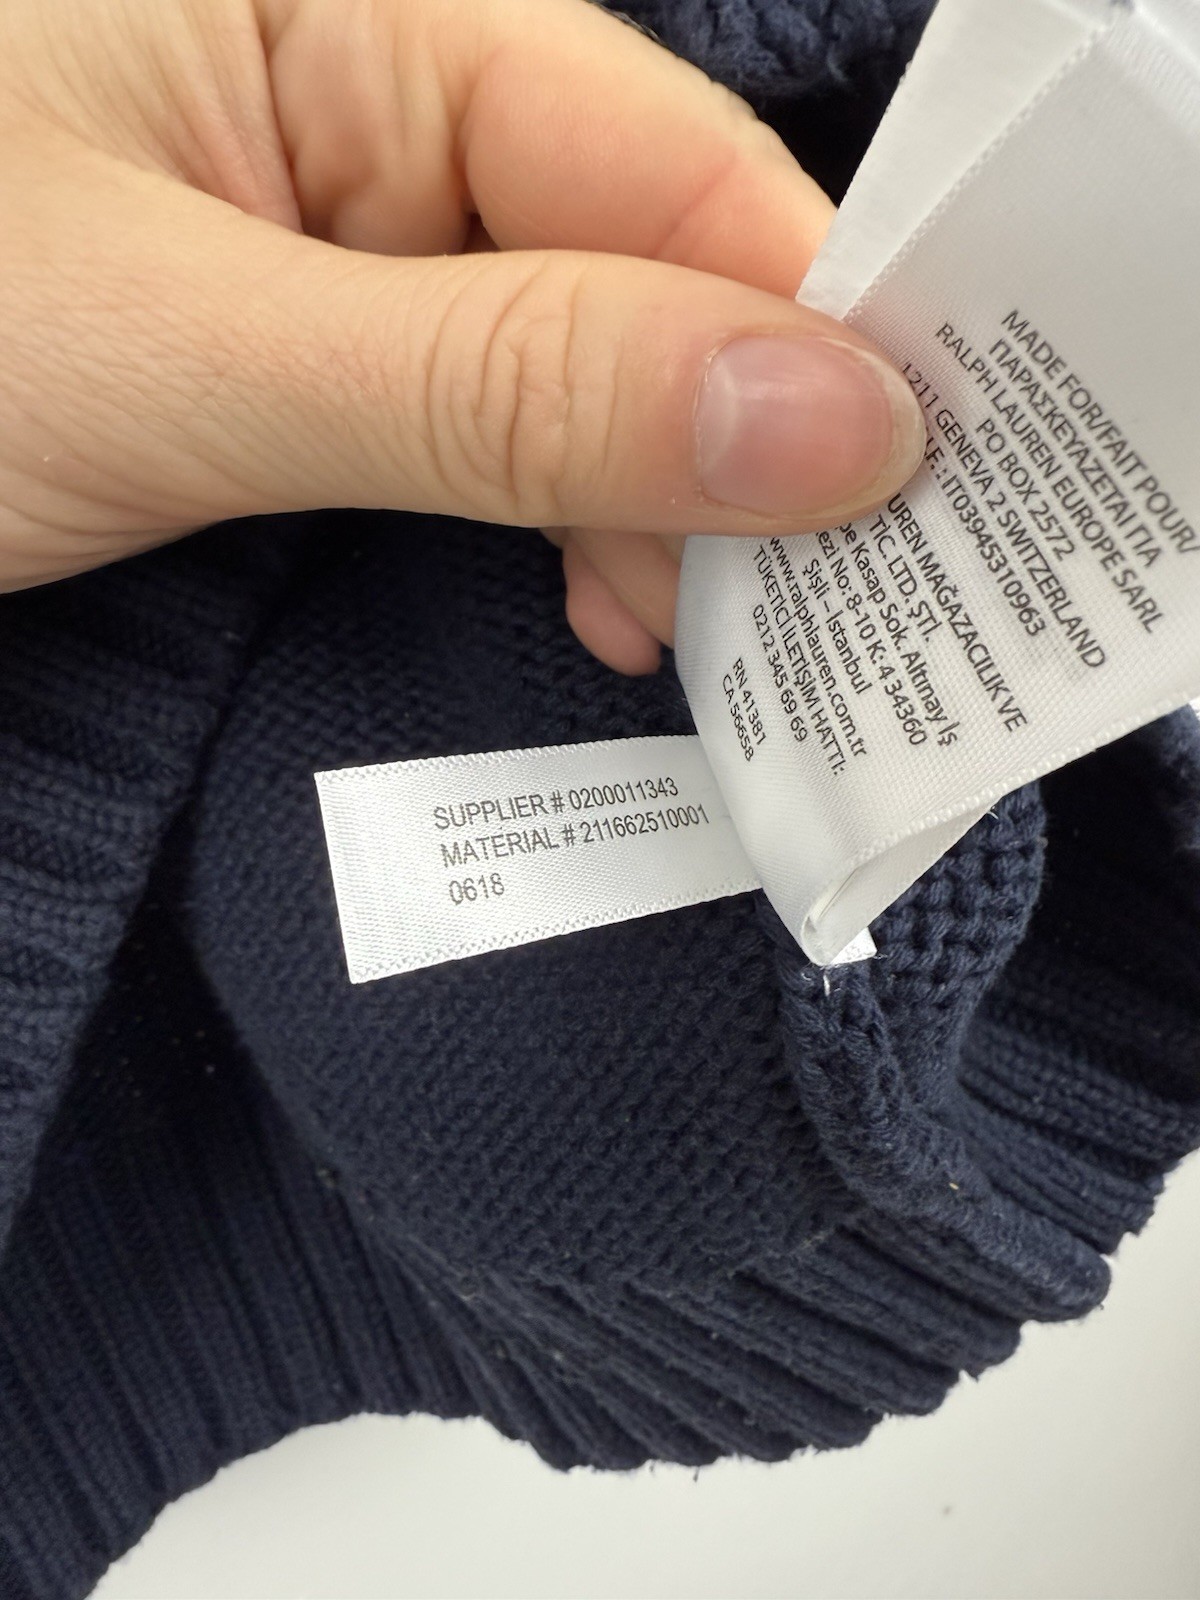 MADE FOR/FAIT POUR/
ΠΑΡΑΣΚΕΥΑΖΕΤΑΙ ΓΙΑ
RALPH LAUREN EUROPE SARL
PO BOX 2572
1211 GENEVA 2 SWITZERLAND
F. : IT03945310963
UREN MAĞAZACILIK VE
TİC. LTD. ŞTİ.
Kasap Sok. Altınay İş
No: 8-10 K: 4 34360
Şişli – İstanbul
www.ralphlauren.com.tr
TÜKETİCİ İLETİŞİM HATTI:
0212 345 69 69
RN 41381
CA 56658
SUPPLIER # 0200011343
MATERIAL # 211662510001
0618